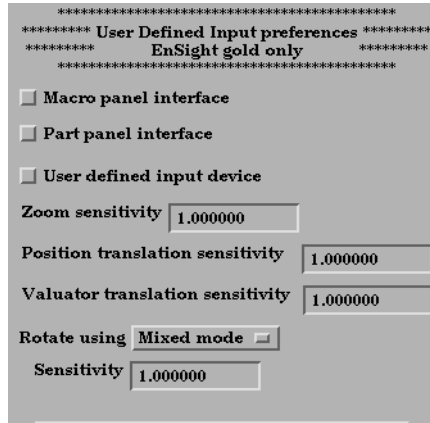 ******************************************
********* User Defined Input preferences ********
********* EnSight gold only *********
******************************************
Macro panel interface
Part panel interface
User defined input device
Zoom sensitivity 1.000000
Position translation sensitivity 1.000000
Valuator translation sensitivity 1.000000
Rotate using Mixed mode
Sensitivity 1.000000